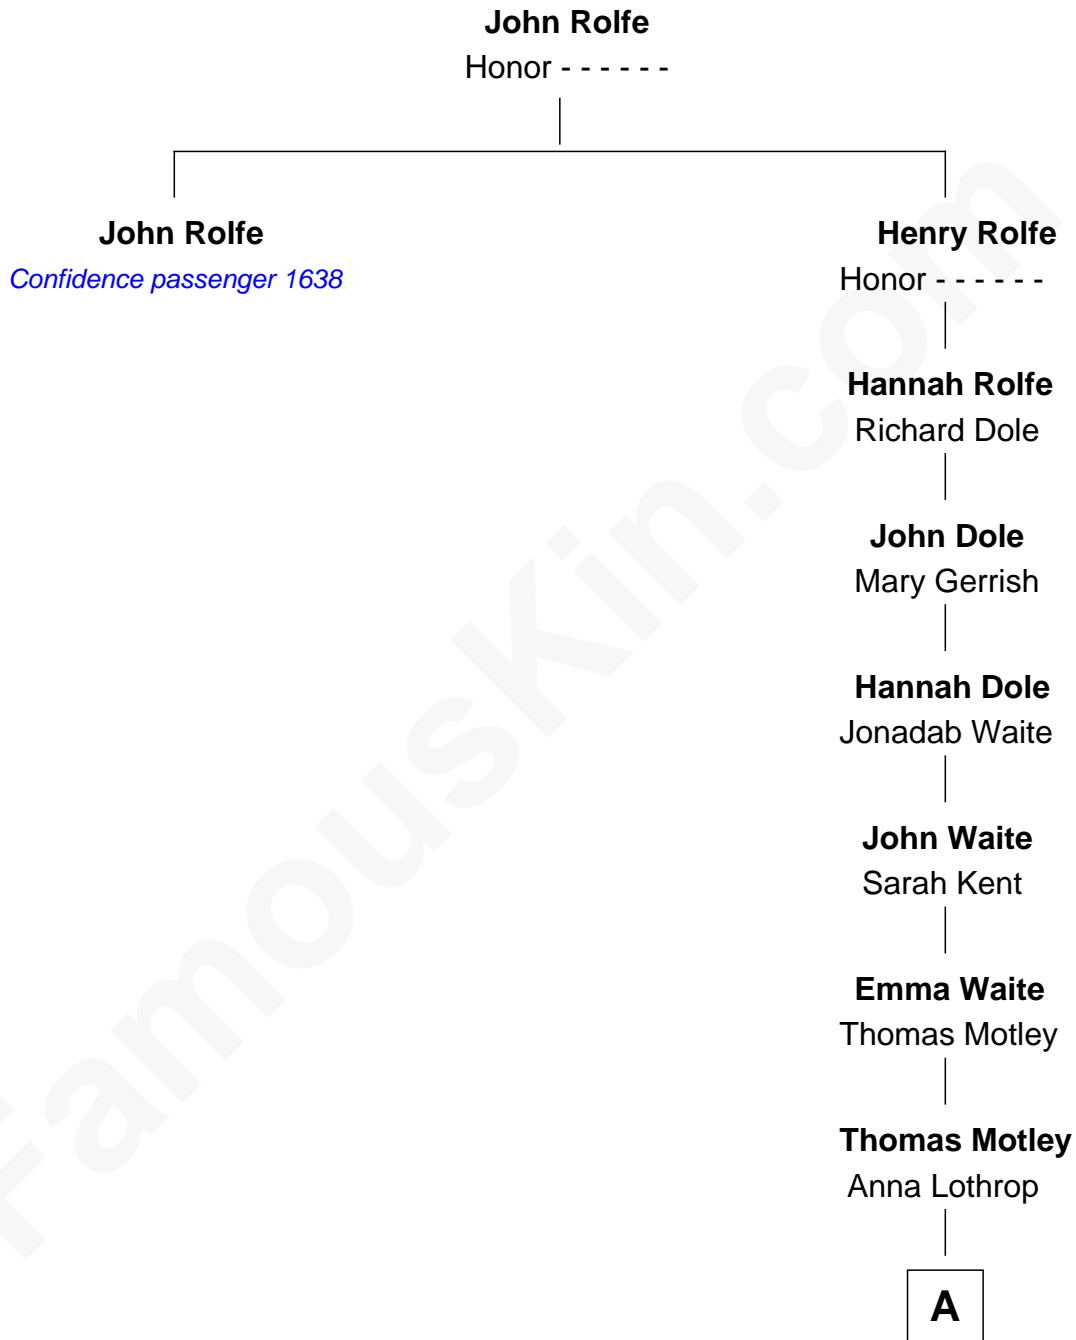 John Rolfe
Honor - - - - - -
John Rolfe
Confidence passenger 1638
Henry Rolfe
Honor - - - - - -
Hannah Rolfe
Richard Dole
John Dole
Mary Gerrish
Hannah Dole
Jonadab Waite
John Waite
Sarah Kent
Emma Waite
Thomas Motley
Thomas Motley
Anna Lothrop
A
FamousKin.com